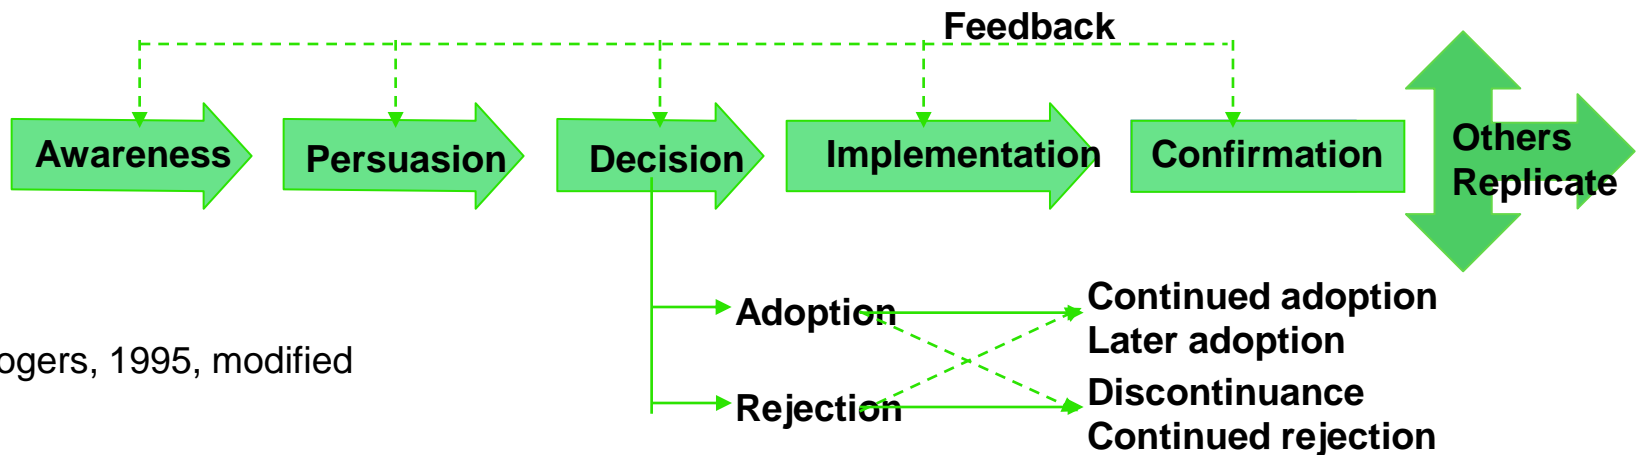 Feedback
Awareness
Persuasion
Decision
Implementation
Confirmation
Others
Replicate
Adoption
Continued adoption
Later adoption
ogers, 1995, modified
Rejection
Discontinuance
Continued rejection